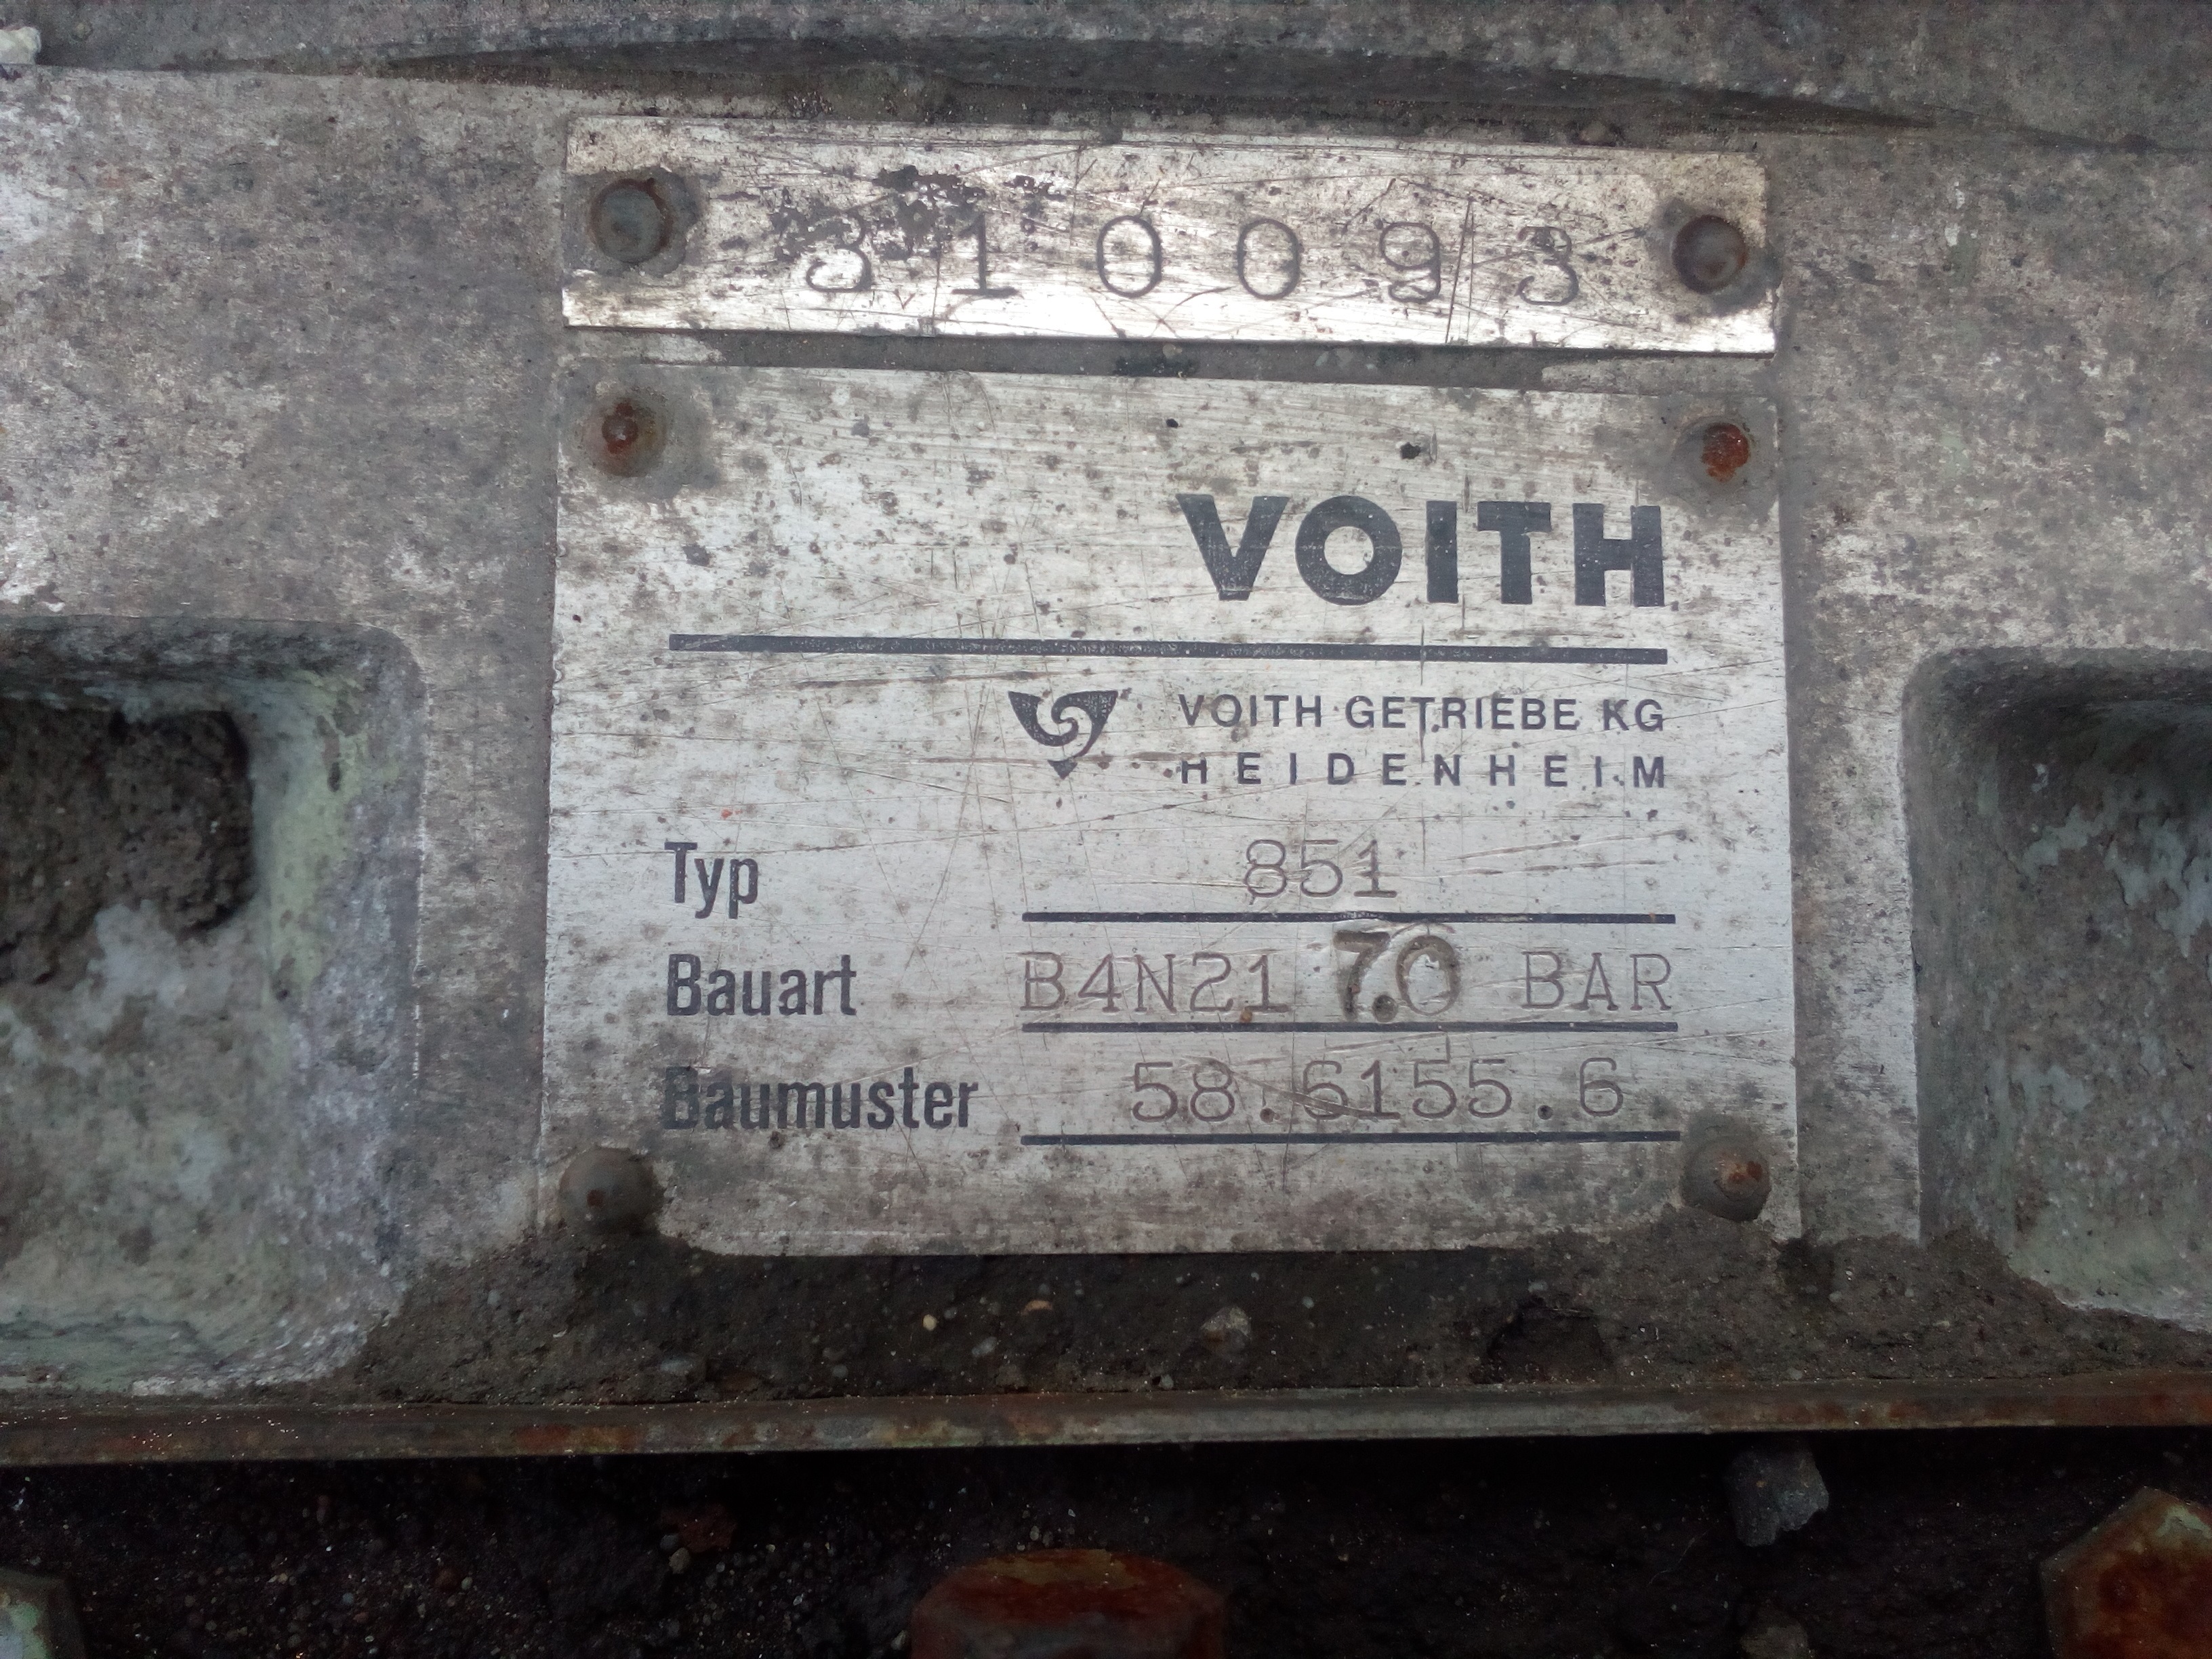 310093
VOITH
VOITH GETRIEBE KG
HEIDENHEIM
Typ 851
Bauart B4N21 7.0 BAR
Baumuster 58.6155.6